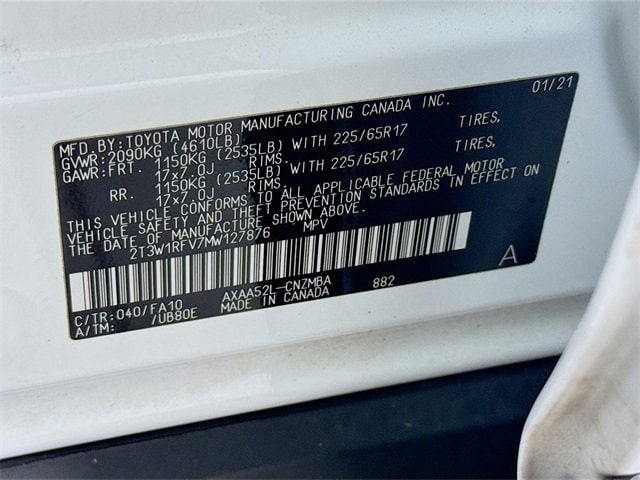 MFD.BY:TOYOTA MOTOR MANUFACTURING CANADA INC. 01/21
GVWR:2090KG (4610LB)
GAWR:FRT. 1150KG (2535LB) WITH 225/65R17 TIRES,
17x7.0J RIMS.
RR. 1150KG (2535LB) WITH 225/65R17 TIRES,
17x7.0J RIMS.
THIS VEHICLE CONFORMS TO ALL APPLICABLE FEDERAL MOTOR
VEHICLE SAFETY AND THEFT PREVENTION STANDARDS IN EFFECT ON
THE DATE OF MANUFACTURE SHOWN ABOVE.
2T3W1RFV7MW127876 MPV
A
C/TR:040/FA10 AXAA52L-CNZMBA 882
A/TM: /UB80E MADE IN CANADA